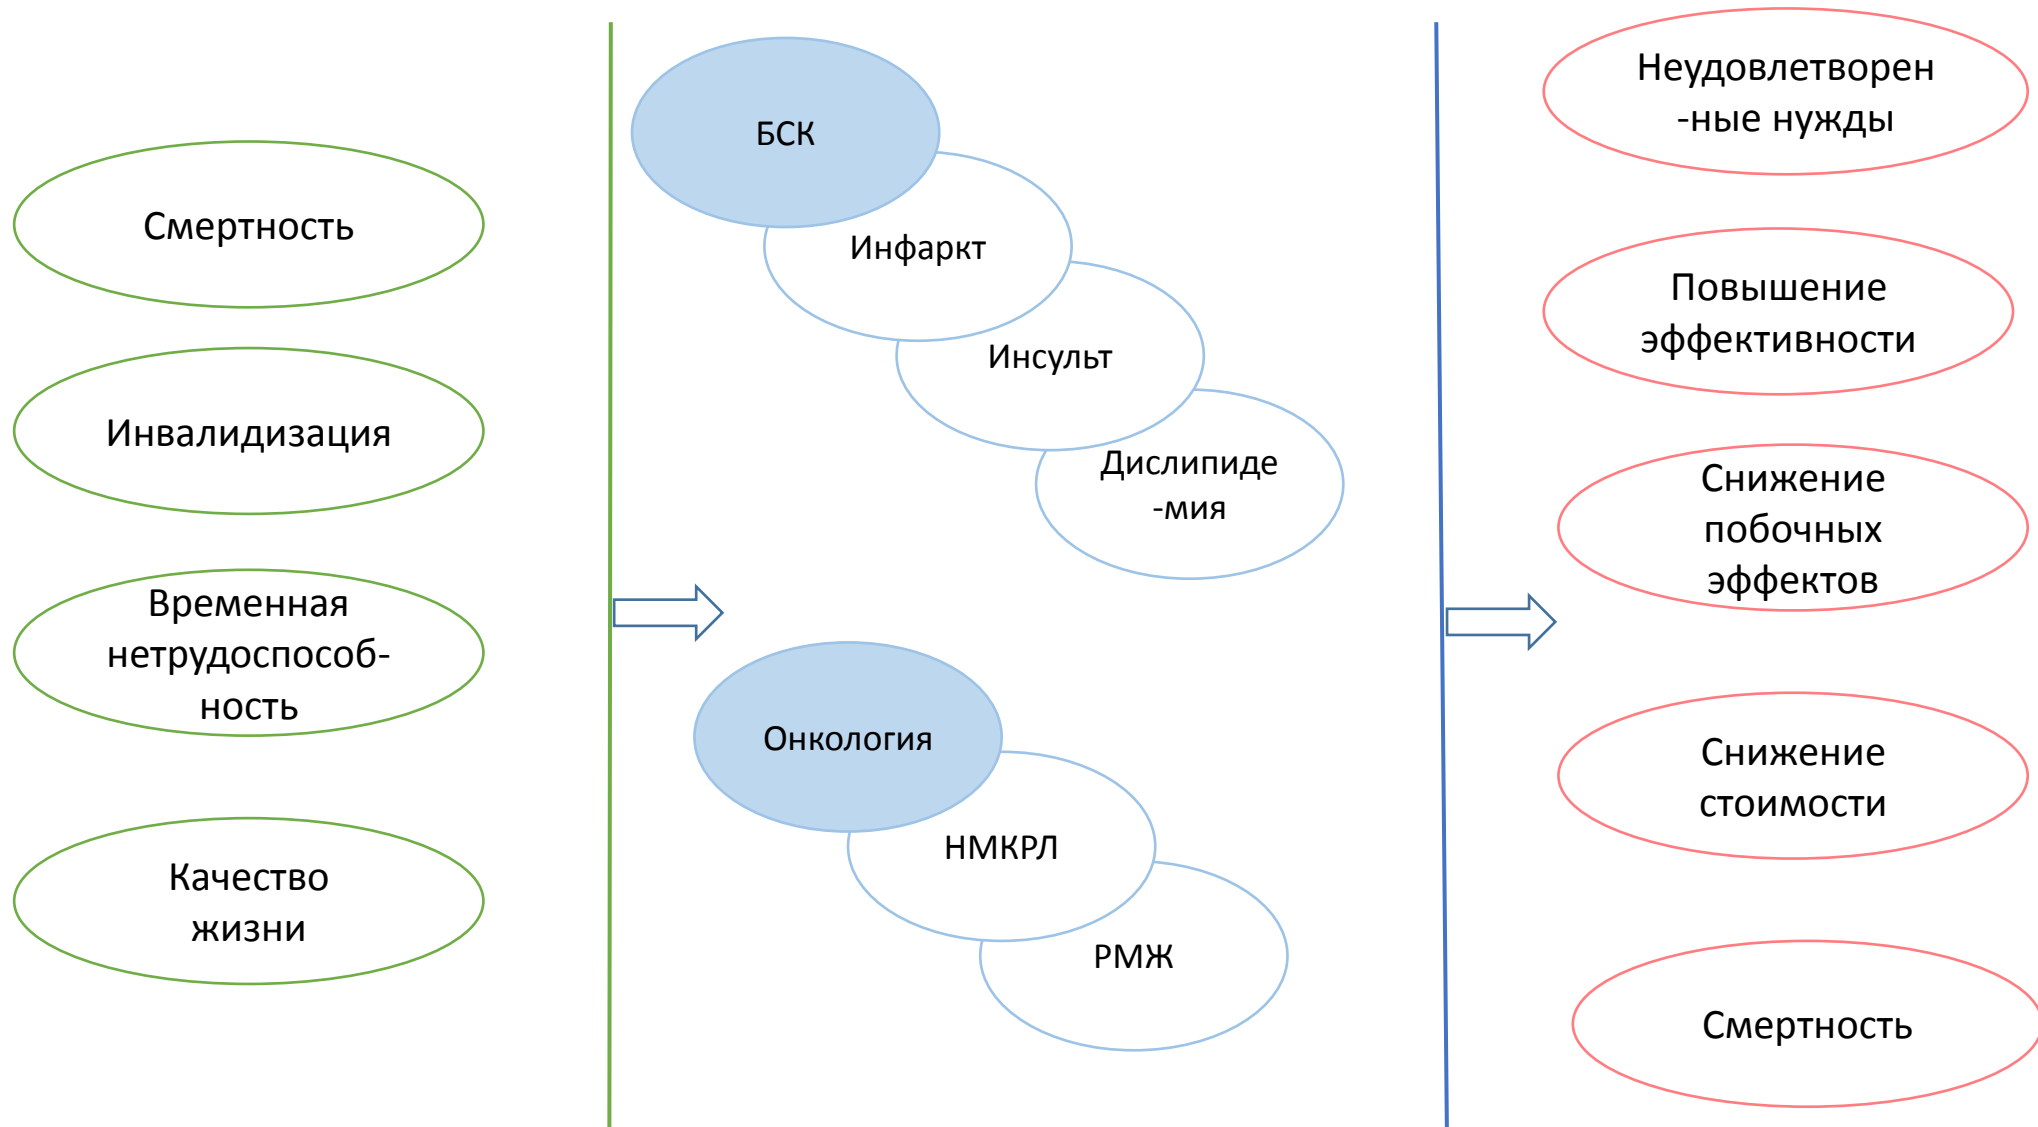 Смертность
Инвалидизация
Временная
нетрудоспособ-
ность
Качество
жизни
БСК
Инфаркт
Инсульт
Дислипиде
-мия
Онкология
НМКРЛ
РМЖ
Неудовлетворен
-ные нужды
Повышение
эффективности
Снижение
побочных
эффектов
Снижение
стоимости
Смертность